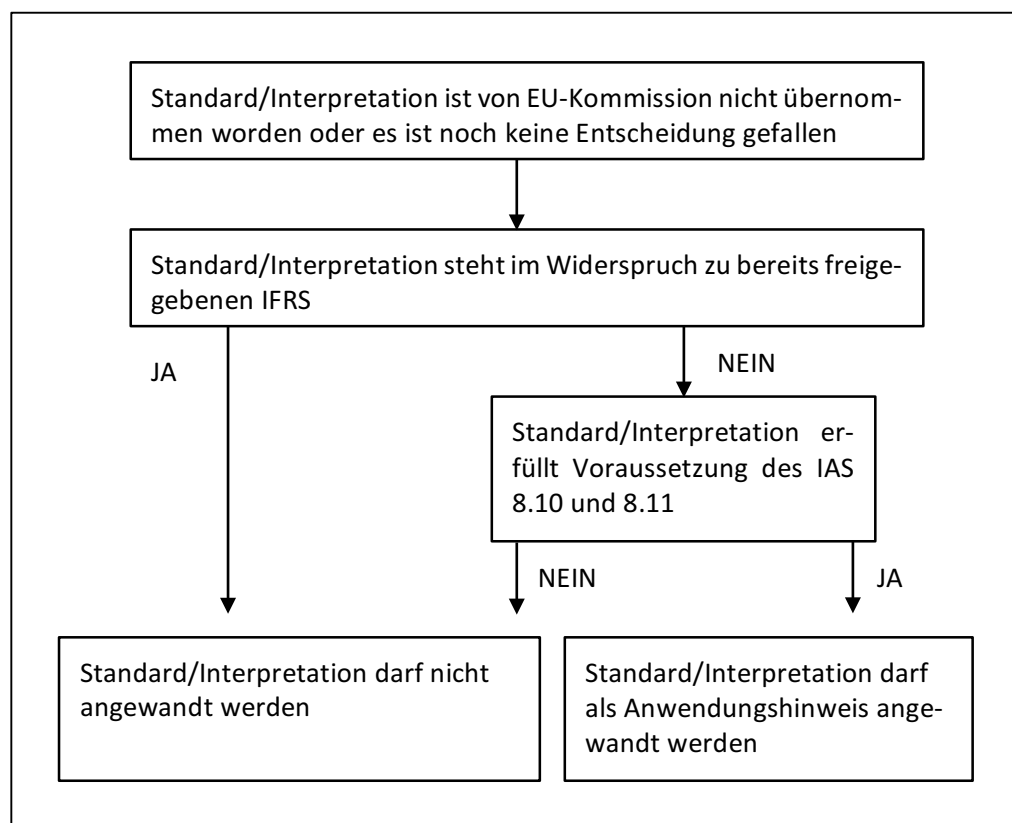 Standard/Interpretation ist von EU-Kommission nicht übernom-
men worden oder es ist noch keine Entscheidung gefallen
Standard/Interpretation steht im Widerspruch zu bereits freige-
gebenen IFRS
JA
NEIN
Standard/Interpretation er-
füllt Voraussetzung des IAS
8.10 und 8.11
NEIN
JA
Standard/Interpretation darf nicht
angewandt werden
Standard/Interpretation darf
als Anwendungshinweis ange-
wandt werden